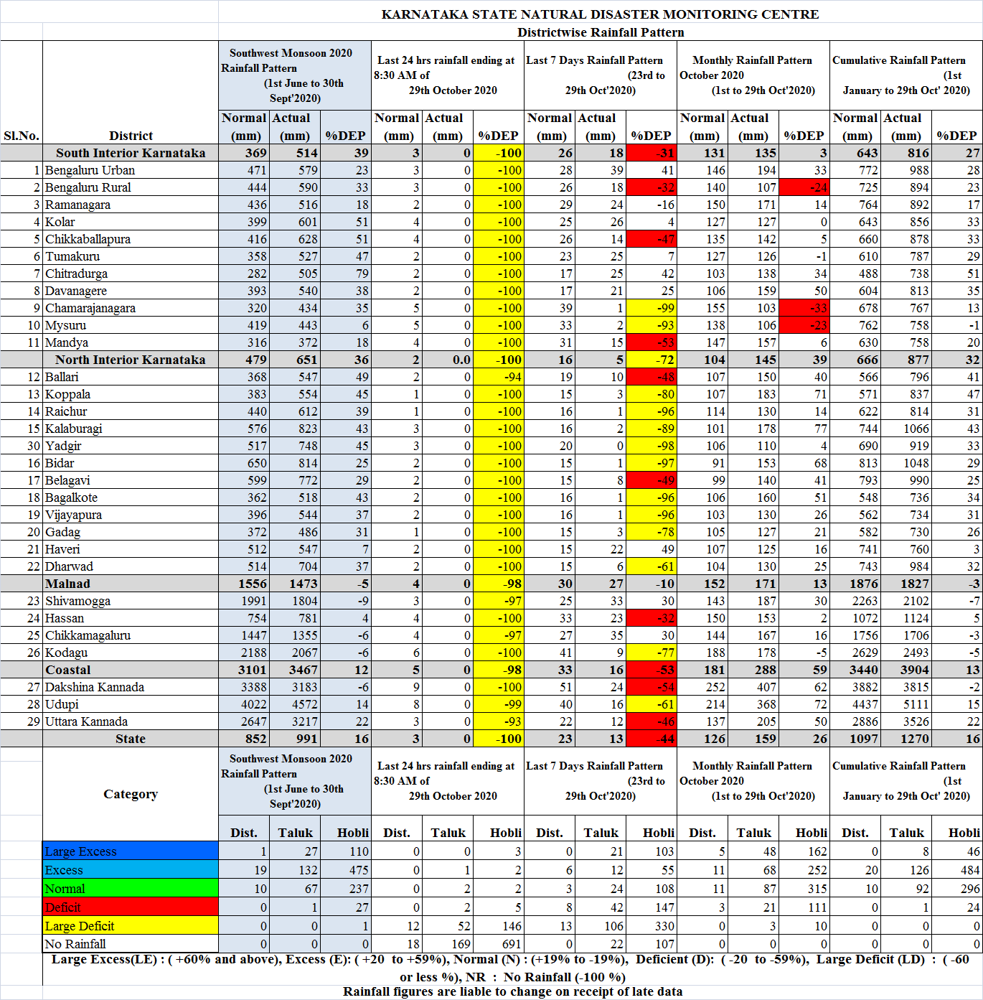 KARNATAKA STATE NATURAL DISASTER MONITORING CENTRE
Districtwise Rainfall Pattern
Southwest Monsoon 2020 Rainfall Pattern (1st June to 30th Sept'2020) Last 24 hrs rainfall ending at 8:30 AM of 29th October 2020 Last 7 Days Rainfall Pattern (23rd to 29th Oct'2020) Monthly Rainfall Pattern October 2020 (1st to 29th Oct'2020) Cumulative Rainfall Pattern (1st January to 29th Oct' 2020)
Sl.No. District Normal (mm) Actual (mm) %DEP Normal (mm) Actual (mm) %DEP Normal (mm) Actual (mm) %DEP Normal (mm) Actual (mm) %DEP Normal (mm) Actual (mm) %DEP
South Interior Karnataka 369 514 39 3 0 -100 26 18 -31 131 135 3 643 816 27
1 Bengaluru Urban 471 579 23 3 0 -100 28 39 41 146 194 33 772 988 28
2 Bengaluru Rural 444 590 33 3 0 -100 26 18 -32 140 107 -24 725 894 23
3 Ramanagara 436 516 18 2 0 -100 29 24 -16 150 171 14 764 892 17
4 Kolar 399 601 51 4 0 -100 25 26 4 127 127 0 643 856 33
5 Chikkaballapura 416 628 51 4 0 -100 26 14 -47 135 142 5 660 878 33
6 Tumakuru 358 527 47 2 0 -100 23 25 7 127 126 -1 610 787 29
7 Chitradurga 282 505 79 2 0 -100 17 25 42 103 138 34 488 738 51
8 Davanagere 393 540 38 2 0 -100 17 21 25 106 159 50 604 813 35
9 Chamarajanagara 320 434 35 5 0 -100 39 1 -99 155 103 -33 678 767 13
10 Mysuru 419 443 6 5 0 -100 33 2 -93 138 106 -23 762 758 -1
11 Mandya 316 372 18 4 0 -100 31 15 -53 147 157 6 630 758 20
North Interior Karnataka 479 651 36 2 0.0 -100 16 5 -72 104 145 39 666 877 32
12 Ballari 368 547 49 2 0 -94 19 10 -48 107 150 40 566 796 41
13 Koppala 383 554 45 1 0 -100 15 3 -80 107 183 71 571 837 47
14 Raichur 440 612 39 1 0 -100 16 1 -96 114 130 14 622 814 31
15 Kalaburagi 576 823 43 3 0 -100 16 2 -89 101 178 77 744 1066 43
30 Yadgir 517 748 45 3 0 -100 20 0 -98 106 110 4 690 919 33
16 Bidar 650 814 25 2 0 -100 15 1 -97 91 153 68 813 1048 29
17 Belagavi 599 772 29 2 0 -100 15 8 -49 99 140 41 793 990 25
18 Bagalkote 362 518 43 2 0 -100 16 1 -96 106 160 51 548 736 34
19 Vijayapura 396 544 37 2 0 -100 16 1 -96 103 130 26 562 734 31
20 Gadag 372 486 31 1 0 -100 15 3 -78 105 127 21 582 730 26
21 Haveri 512 547 7 2 0 -100 15 22 49 107 125 16 741 760 3
22 Dharwad 514 704 37 2 0 -100 15 6 -61 104 130 25 743 984 32
Malnad 1556 1473 -5 4 0 -98 30 27 -10 152 171 13 1876 1827 -3
23 Shivamogga 1991 1804 -9 3 0 -97 25 33 30 143 187 30 2263 2102 -7
24 Hassan 754 781 4 4 0 -100 33 23 -32 150 153 2 1072 1124 5
25 Chikkamagaluru 1447 1355 -6 4 0 -97 27 35 30 144 167 16 1756 1706 -3
26 Kodagu 2188 2067 -6 6 0 -100 41 9 -77 188 178 -5 2629 2493 -5
Coastal 3101 3467 12 5 0 -98 33 16 -53 181 288 59 3440 3904 13
27 Dakshina Kannada 3388 3183 -6 9 0 -100 51 24 -54 252 407 62 3882 3815 -2
28 Udupi 4022 4572 14 8 0 -99 40 16 -61 214 368 72 4437 5111 15
29 Uttara Kannada 2647 3217 22 3 0 -93 22 12 -46 137 205 50 2886 3526 22
State 852 991 16 3 0 -100 23 13 -44 126 159 26 1097 1270 16
Category Southwest Monsoon 2020 Rainfall Pattern (1st June to 30th Sept'2020) Last 24 hrs rainfall ending at 8:30 AM of 29th October 2020 Last 7 Days Rainfall Pattern (23rd to 29th Oct'2020) Monthly Rainfall Pattern October 2020 (1st to 29th Oct'2020) Cumulative Rainfall Pattern (1st January to 29th Oct' 2020)
Dist. Taluk Hobli Dist. Taluk Hobli Dist. Taluk Hobli Dist. Taluk Hobli Dist. Taluk Hobli
Large Excess 1 27 110 0 0 3 0 21 103 5 48 162 0 8 46
Excess 19 132 475 0 1 2 6 12 55 11 68 252 20 126 484
Normal 10 67 237 0 2 2 3 24 108 11 87 315 10 92 296
Deficit 0 1 27 0 2 5 8 42 147 3 21 111 0 1 24
Large Deficit 0 0 1 12 52 146 13 106 330 0 3 10 0 0 0
No Rainfall 0 0 0 18 169 691 0 22 107 0 0 0 0 0 0
Large Excess(LE) : ( +60% and above), Excess (E): ( +20 to +59%), Normal (N) : (+19% to -19%), Deficient (D): ( -20 to -59%), Large Deficit (LD) : ( -60
or less %), NR : No Rainfall (-100 %)
Rainfall figures are liable to change on receipt of late data